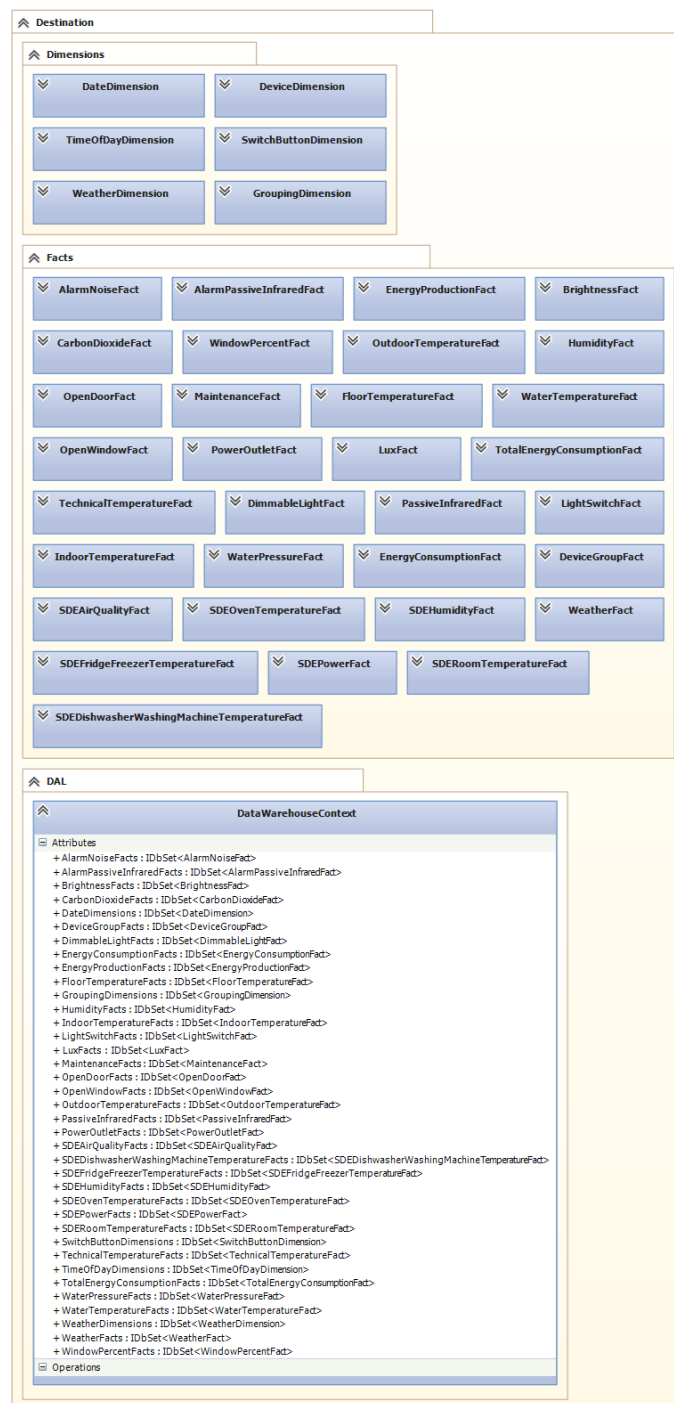 Destination
Dimensions
DateDimension DeviceDimension
TimeOfDayDimension SwitchButtonDimension
WeatherDimension GroupingDimension
Facts
AlarmNoiseFact AlarmPassiveInfraredFact EnergyProductionFact BrightnessFact
CarbonDioxideFact WindowPercentFact OutdoorTemperatureFact HumidityFact
OpenDoorFact MaintenanceFact FloorTemperatureFact WaterTemperatureFact
OpenWindowFact PowerOutletFact LuxFact TotalEnergyConsumptionFact
TechnicalTemperatureFact DimmableLightFact PassiveInfraredFact LightSwitchFact
IndoorTemperatureFact WaterPressureFact EnergyConsumptionFact DeviceGroupFact
SDEAirQualityFact SDEOvenTemperatureFact SDEHumidityFact WeatherFact
SDEFridgeFreezerTemperatureFact SDEPowerFact SDERoomTemperatureFact
SDEDishwasherWashingMachineTemperatureFact
DAL
DataWarehouseContext
Attributes
+ AlarmNoiseFacts : IDbSet<AlarmNoiseFact>
+ AlarmPassiveInfraredFacts : IDbSet<AlarmPassiveInfraredFact>
+ BrightnessFacts : IDbSet<BrightnessFact>
+ CarbonDioxideFacts : IDbSet<CarbonDioxideFact>
+ DateDimensions : IDbSet<DateDimension>
+ DeviceGroupFacts : IDbSet<DeviceGroupFact>
+ DimmableLightFacts : IDbSet<DimmableLightFact>
+ EnergyConsumptionFacts : IDbSet<EnergyConsumptionFact>
+ EnergyProductionFacts : IDbSet<EnergyProductionFact>
+ FloorTemperatureFacts : IDbSet<FloorTemperatureFact>
+ GroupingDimensions : IDbSet<GroupingDimension>
+ HumidityFacts : IDbSet<HumidityFact>
+ IndoorTemperatureFacts : IDbSet<IndoorTemperatureFact>
+ LightSwitchFacts : IDbSet<LightSwitchFact>
+ LuxFacts : IDbSet<LuxFact>
+ MaintenanceFacts : IDbSet<MaintenanceFact>
+ OpenDoorFacts : IDbSet<OpenDoorFact>
+ OpenWindowFacts : IDbSet<OpenWindowFact>
+ OutdoorTemperatureFacts : IDbSet<OutdoorTemperatureFact>
+ PassiveInfraredFacts : IDbSet<PassiveInfraredFact>
+ PowerOutletFacts : IDbSet<PowerOutletFact>
+ SDEAirQualityFacts : IDbSet<SDEAirQualityFact>
+ SDEDishwasherWashingMachineTemperatureFacts : IDbSet<SDEDishwasherWashingMachineTemperatureFact>
+ SDEFridgeFreezerTemperatureFacts : IDbSet<SDEFridgeFreezerTemperatureFact>
+ SDEHumidityFacts : IDbSet<SDEHumidityFact>
+ SDEOvenTemperatureFacts : IDbSet<SDEOvenTemperatureFact>
+ SDEPowerFacts : IDbSet<SDEPowerFact>
+ SDERoomTemperatureFacts : IDbSet<SDERoomTemperatureFact>
+ SwitchButtonDimensions : IDbSet<SwitchButtonDimension>
+ TechnicalTemperatureFacts : IDbSet<TechnicalTemperatureFact>
+ TimeOfDayDimensions : IDbSet<TimeOfDayDimension>
+ TotalEnergyConsumptionFacts : IDbSet<TotalEnergyConsumptionFact>
+ WaterPressureFacts : IDbSet<WaterPressureFact>
+ WaterTemperatureFacts : IDbSet<WaterTemperatureFact>
+ WeatherDimensions : IDbSet<WeatherDimension>
+ WeatherFacts : IDbSet<WeatherFact>
+ WindowPercentFacts : IDbSet<WindowPercentFact>
Operations